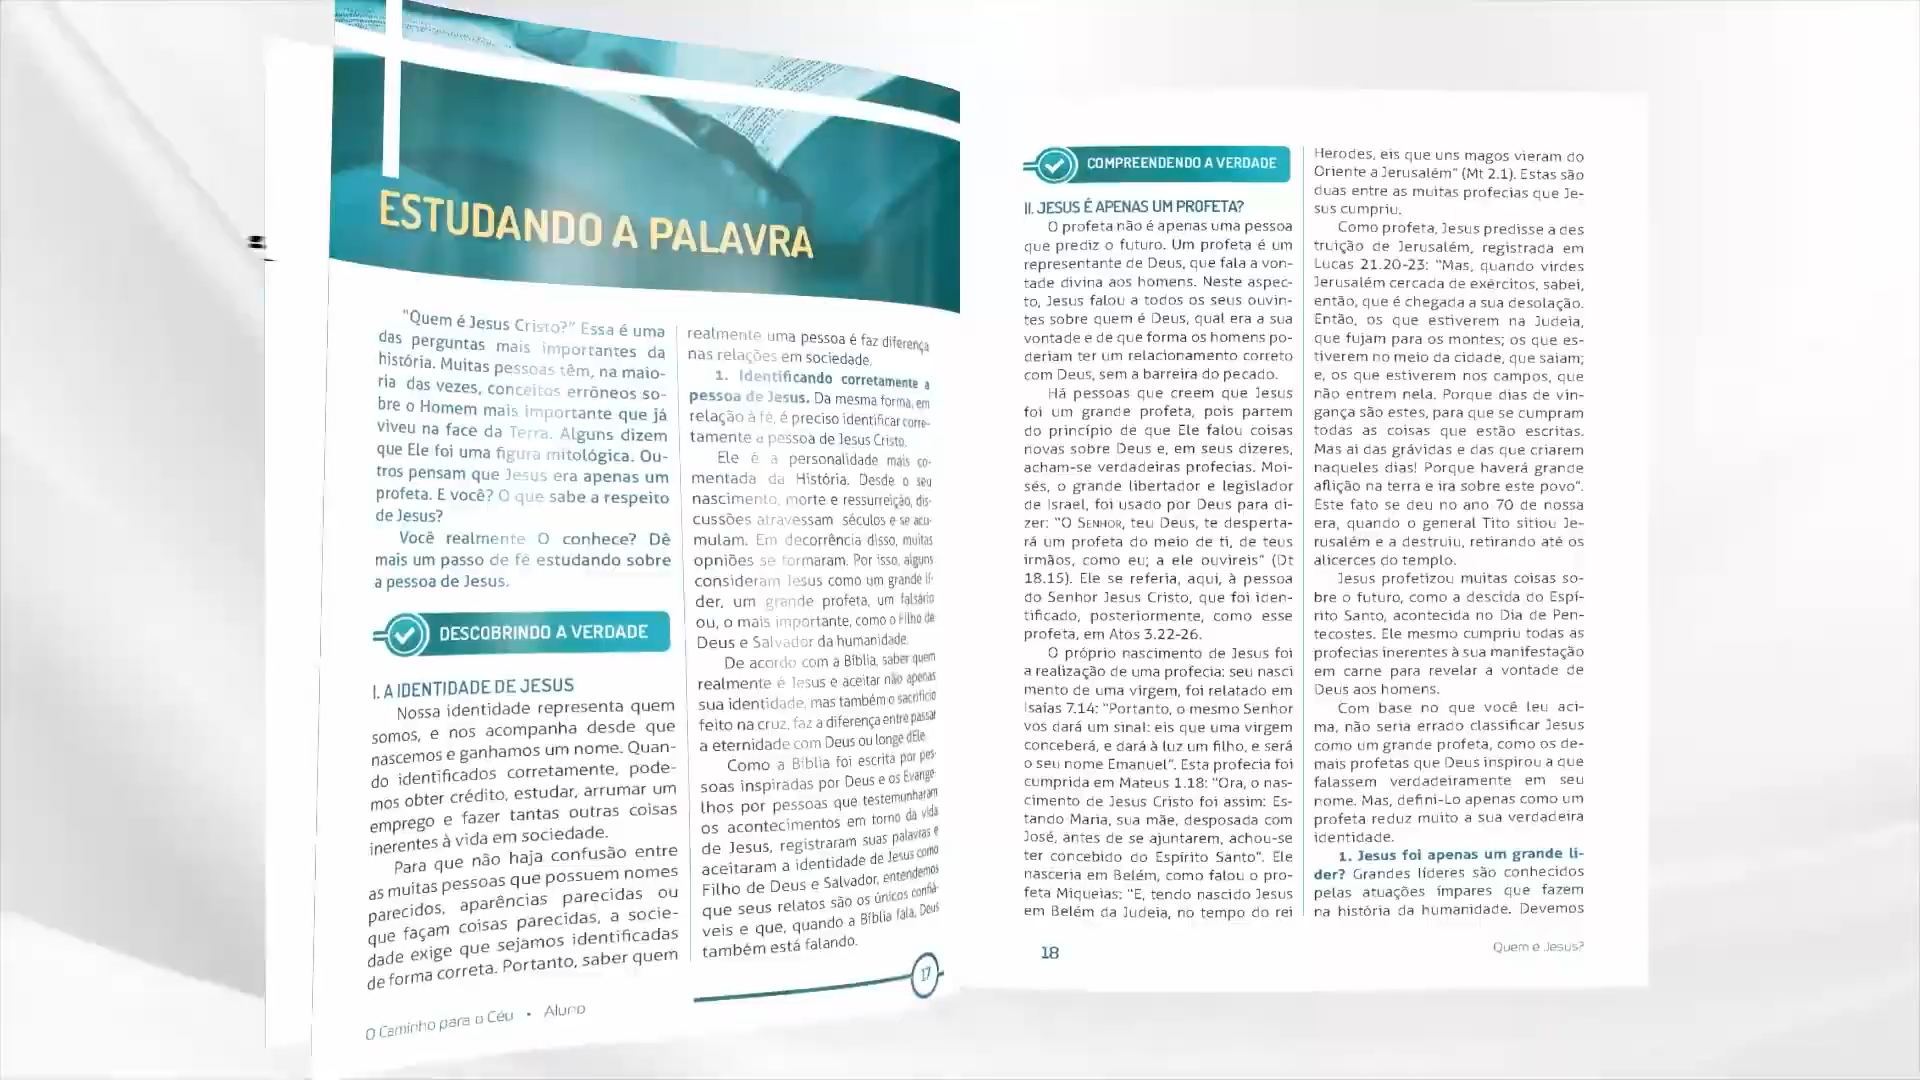 ESTUDANDO A PALAVRA
"Quem é Jesus Cristo?" Essa é uma
das perguntas mais importantes da
história. Muitas pessoas têm, na maio-
ria das vezes, conceitos errôneos so-
bre o Homem mais importante que já
viveu na face da Terra. Alguns dizem
que Ele foi uma figura mitológica. Ou-
tros pensam que Jesus era apenas um
profeta. E você? O que sabe a respeito
de Jesus?
Você realmente O conhece? Dê
mais um passo de fé estudando sobre
a pessoa de Jesus.
DESCOBRINDO A VERDADE
I. A IDENTIDADE DE JESUS
Nossa identidade representa quem
somos, e nos acompanha desde que
nascemos e ganhamos um nome. Quan-
do identificados corretamente, pode-
mos obter crédito, estudar, arrumar um
emprego e fazer tantas outras coisas
inerentes à vida em sociedade.
Para que não haja confusão entre
as muitas pessoas que possuem nomes
parecidos, aparências parecidas ou
que façam coisas parecidas, a socie-
dade exige que sejamos identificadas
de forma correta. Portanto, saber quem
realmente uma pessoa é faz diferença
nas relações em sociedade.
1. Identificando corretamente a
pessoa de Jesus. Da mesma forma, em
relação à fé, é preciso identificar corre-
tamente a pessoa de Jesus Cristo.
Ele é a personalidade mais co-
mentada da História. Desde o seu
nascimento, morte e ressurreição, dis-
cussões atravessam séculos e se acu-
mulam. Em decorrência disso, muitas
opniões se formaram. Por isso, alguns
consideram Jesus como um grande lí-
der, um grande profeta, um falsário
ou, o mais importante, como o Filho de
Deus e Salvador da humanidade.
De acordo com a Bíblia, saber quem
realmente é Jesus e aceitar não apenas
sua identidade, mas também o sacrifício
feito na cruz, faz a diferença entre passar
a eternidade com Deus ou longe dEle.
Como a Bíblia foi escrita por pes-
soas inspiradas por Deus e os Evange-
lhos por pessoas que testemunharam
os acontecimentos em torno da vida
de Jesus, registraram suas palavras e
aceitaram a identidade de Jesus como
Filho de Deus e Salvador, entendemos
que seus relatos são os únicos confiá-
veis e que, quando a Bíblia fala, Deus
também está falando.
O Caminho para o Céu • Aluno
17
COMPREENDENDO A VERDADE
II. JESUS É APENAS UM PROFETA?
O profeta não é apenas uma pessoa
que prediz o futuro. Um profeta é um
representante de Deus, que fala a von-
tade divina aos homens. Neste aspec-
to, Jesus falou a todos os seus ouvin-
tes sobre quem é Deus, qual era a sua
vontade e de que forma os homens po-
deriam ter um relacionamento correto
com Deus, sem a barreira do pecado.
Há pessoas que creem que Jesus
foi um grande profeta, pois partem
do princípio de que Ele falou coisas
novas sobre Deus e, em seus dizeres,
acham-se verdadeiras profecias. Moi-
sés, o grande libertador e legislador
de Israel, foi usado por Deus para di-
zer: "O SENHOR, teu Deus, te desperta-
rá um profeta do meio de ti, de teus
irmãos, como eu; a ele ouvireis" (Dt
18.15). Ele se referia, aqui, à pessoa
do Senhor Jesus Cristo, que foi iden-
tificado, posteriormente, como esse
profeta, em Atos 3.22-26.
O próprio nascimento de Jesus foi
a realização de uma profecia: seu nasci
mento de uma virgem, foi relatado em
Isaías 7.14: "Portanto, o mesmo Senhor
vos dará um sinal: eis que uma virgem
conceberá, e dará à luz um filho, e será
o seu nome Emanuel". Esta profecia foi
cumprida em Mateus 1.18: "Ora, o nas-
cimento de Jesus Cristo foi assim: Es-
tando Maria, sua mãe, desposada com
José, antes de se ajuntarem, achou-se
ter concebido do Espírito Santo". Ele
nasceria em Belém, como falou o pro-
feta Miqueias: "E, tendo nascido Jesus
em Belém da Judeia, no tempo do rei
Herodes, eis que uns magos vieram do
Oriente a Jerusalém" (Mt 2.1). Estas são
duas entre as muitas profecias que Je-
sus cumpriu.
Como profeta, Jesus predisse a des
truição de Jerusalém, registrada em
Lucas 21.20-23: "Mas, quando virdes
Jerusalém cercada de exércitos, sabei,
então, que é chegada a sua desolação.
Então, os que estiverem na Judeia,
que fujam para os montes; os que es-
tiverem no meio da cidade, que saiam;
e, os que estiverem nos campos, que
não entrem nela. Porque dias de vin-
gança são estes, para que se cumpram
todas as coisas que estão escritas.
Mas ai das grávidas e das que criarem
naqueles dias! Porque haverá grande
aflição na terra e ira sobre este povo".
Este fato se deu no ano 70 de nossa
era, quando o general Tito sitiou Je-
rusalém e a destruiu, retirando até os
alicerces do templo.
Jesus profetizou muitas coisas so-
bre o futuro, como a descida do Espí-
rito Santo, acontecida no Dia de Pen-
tecostes. Ele mesmo cumpriu todas as
profecias inerentes à sua manifestação
em carne para revelar a vontade de
Deus aos homens.
Com base no que você leu aci-
ma, não seria errado classificar Jesus
como um grande profeta, como os de-
mais profetas que Deus inspirou a que
falassem verdadeiramente em seu
nome. Mas, defini-Lo apenas como um
profeta reduz muito a sua verdadeira
identidade.
1. Jesus foi apenas um grande lí-
der? Grandes líderes são conhecidos
pelas atuações ímpares que fazem
na história da humanidade. Devemos
18
Quem é Jesus?